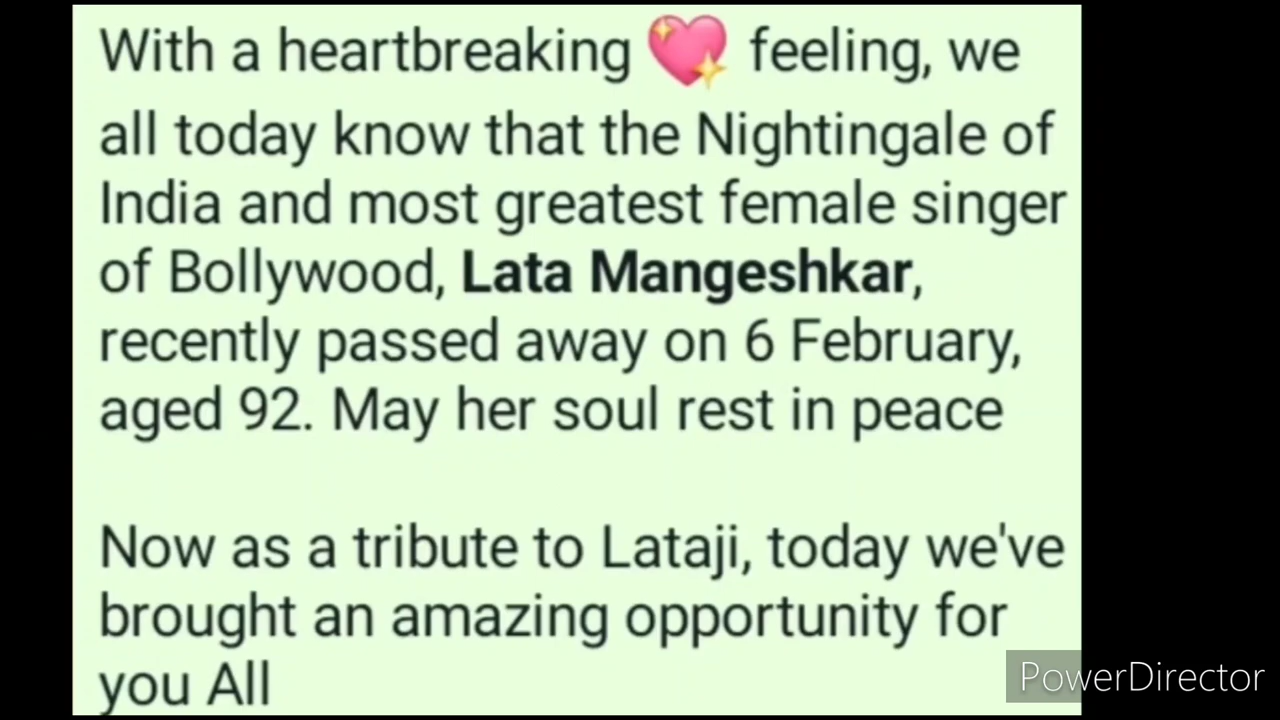 With a heartbreaking 💖 feeling, we
all today know that the Nightingale of
India and most greatest female singer
of Bollywood, Lata Mangeshkar,
recently passed away on 6 February,
aged 92. May her soul rest in peace
Now as a tribute to Lataji, today we've
brought an amazing opportunity for
you All
PowerDirector